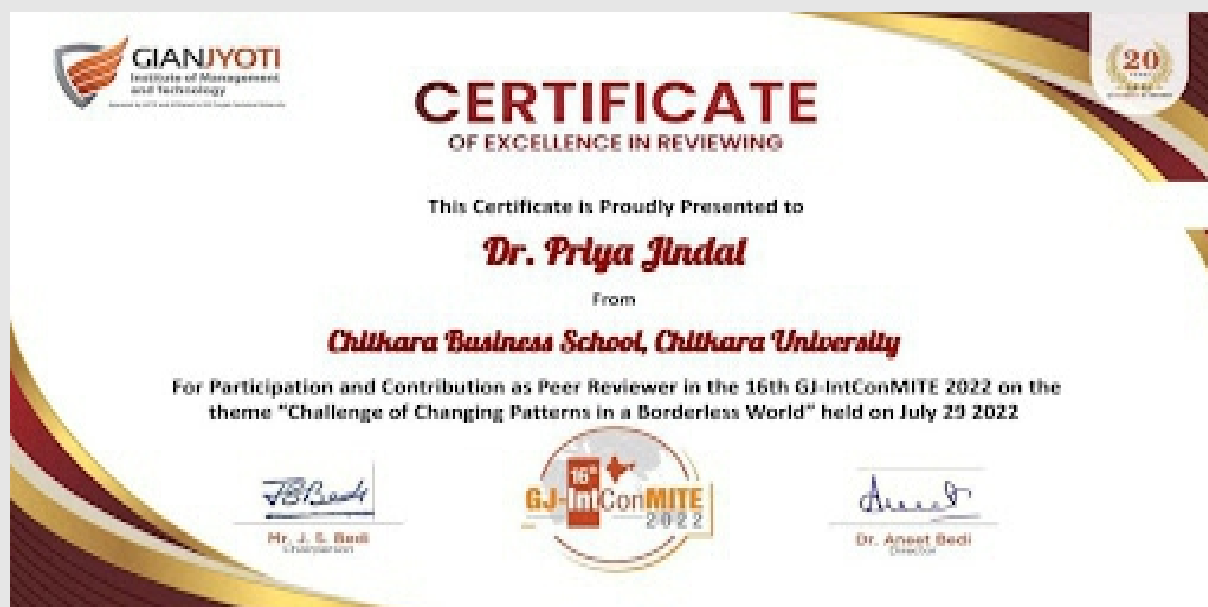 GIANJYOTI
Institute of Management
and Technology
20
CERTIFICATE
OF EXCELLENCE IN REVIEWING
This Certificate is Proudly Presented to
Dr. Priya Jindal
From
Chitkara Business School, Chitkara University
For Participation and Contribution as Peer Reviewer in the 16th GJ-IntConMITE 2022 on the
theme "Challenge of Changing Patterns in a Borderless World" held on July 29 2022
16th
GJ-IntConMITE
2022
Mr. J. S. Bedi
Chairperson
Dr. Aneet Bedi
Director